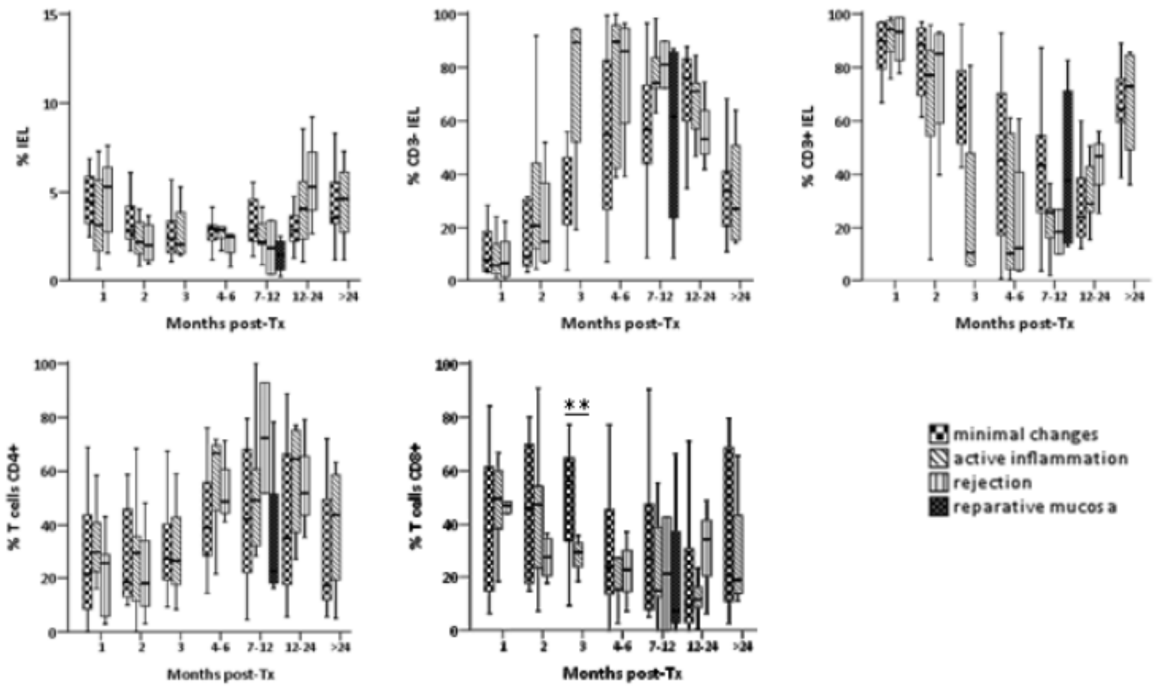 15
10
5
0
% IEL
1 2 3 4-6 7-12 12-24 >24
Months post-Tx
100
80
60
40
20
0
% CD3- IEL
1 2 3 4-6 7-12 12-24 >24
Months post-Tx
100
80
60
40
20
0
% CD3+ IEL
1 2 3 4-6 7-12 12-24 >24
Months post-Tx
100
80
60
40
20
0
% T cells CD4+
1 2 3 4-6 7-12 12-24 >24
Months post-Tx
100
80
60
40
20
0
% T cells CD8+
**
1 2 3 4-6 7-12 12-24 >24
Months post-Tx
minimal changes
active inflammation
rejection
reparative mucosa